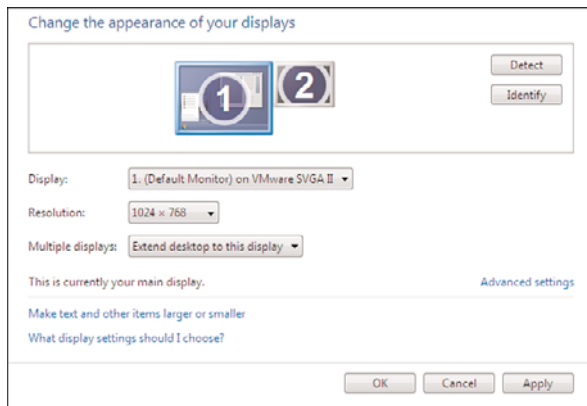 Change the appearance of your displays
1
2
Detect
Identify
Display:
1. (Default Monitor) on VMware SVGA II
Resolution:
1024 × 768
Multiple displays:
Extend desktop to this display
This is currently your main display.
Advanced settings
Make text and other items larger or smaller
What display settings should I choose?
OK
Cancel
Apply